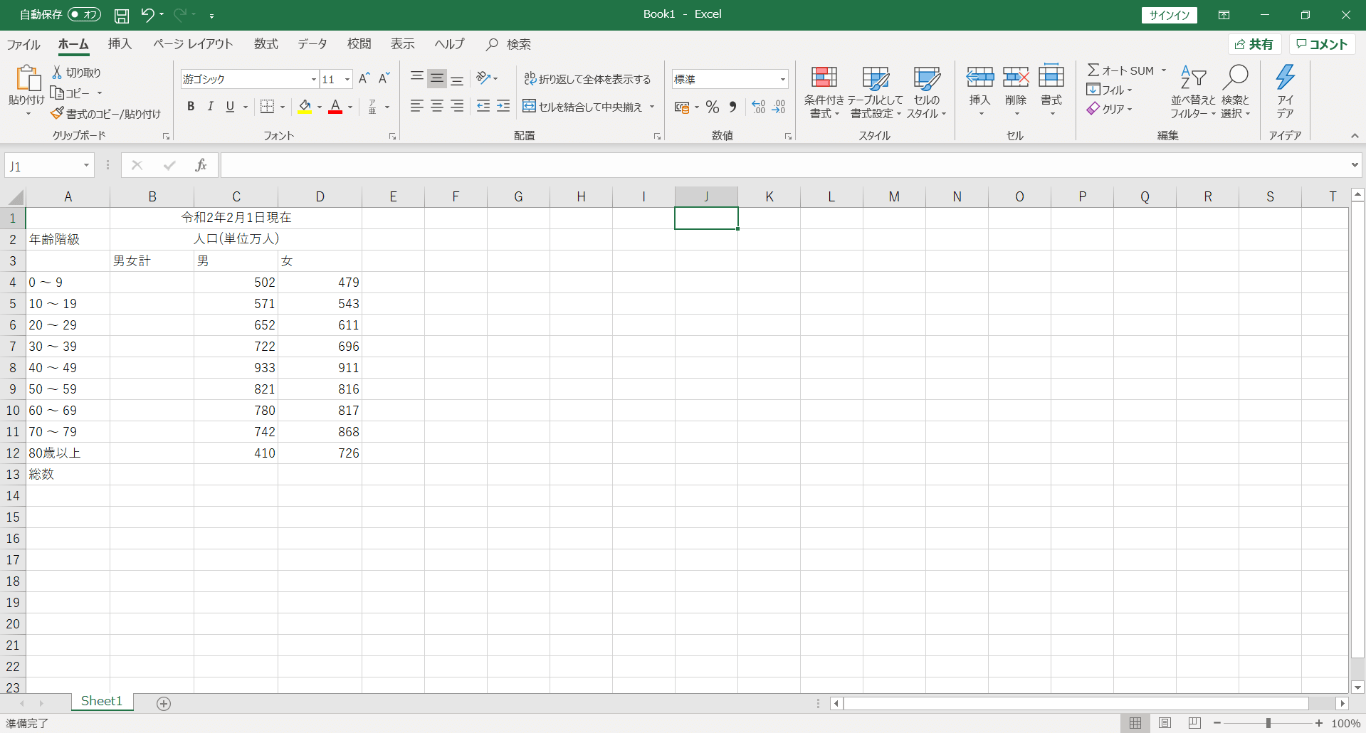 自動保存 オフ Book1 - Excel サインイン
ファイル ホーム 挿入 ページ レイアウト 数式 データ 校閲 表示 ヘルプ 検索 共有 コメント
貼り付け 切り取り コピー 書式のコピー/貼り付け クリップボード
游ゴシック 11 B I U A フォント
折り返して全体を表示する セルを結合して中央揃え 配置
標準 % 数値
条件付き書式 テーブルとして書式設定 セルのスタイル スタイル
挿入 削除 書式 セル
オート SUM フィル クリア 並べ替えとフィルター 検索と選択 編集
アイデア アイデア
J1 fx
A B C D E F G H I J K L M N O P Q R S T
1 令和2年2月1日現在
2 年齢階級 人口(単位万人)
3 男女計 男 女
4 0 ～ 9 502 479
5 10 ～ 19 571 543
6 20 ～ 29 652 611
7 30 ～ 39 722 696
8 40 ～ 49 933 911
9 50 ～ 59 821 816
10 60 ～ 69 780 817
11 70 ～ 79 742 868
12 80歳以上 410 726
13 総数
14
15
16
17
18
19
20
21
22
23
Sheet1
準備完了 100%